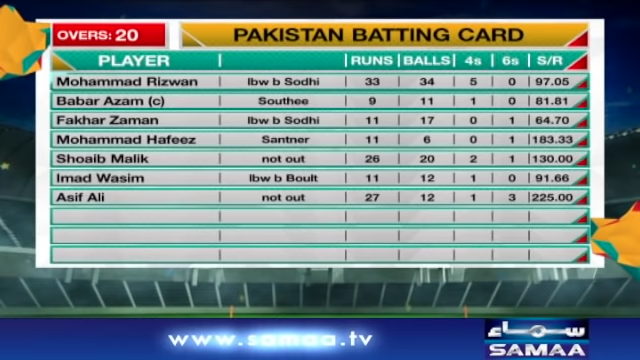 OVERS: 20 PAKISTAN BATTING CARD
PLAYER RUNS BALLS 4s 6s S/R
Mohammad Rizwan lbw b Sodhi 33 34 5 0 97.05
Babar Azam (c) Southee 9 11 1 0 81.81
Fakhar Zaman lbw b Sodhi 11 17 0 1 64.70
Mohammad Hafeez Santner 11 6 0 1 183.33
Shoaib Malik not out 26 20 2 1 130.00
Imad Wasim lbw b Boult 11 12 1 0 91.66
Asif Ali not out 27 12 1 3 225.00
www.samaa.tv
سماء
SAMAA